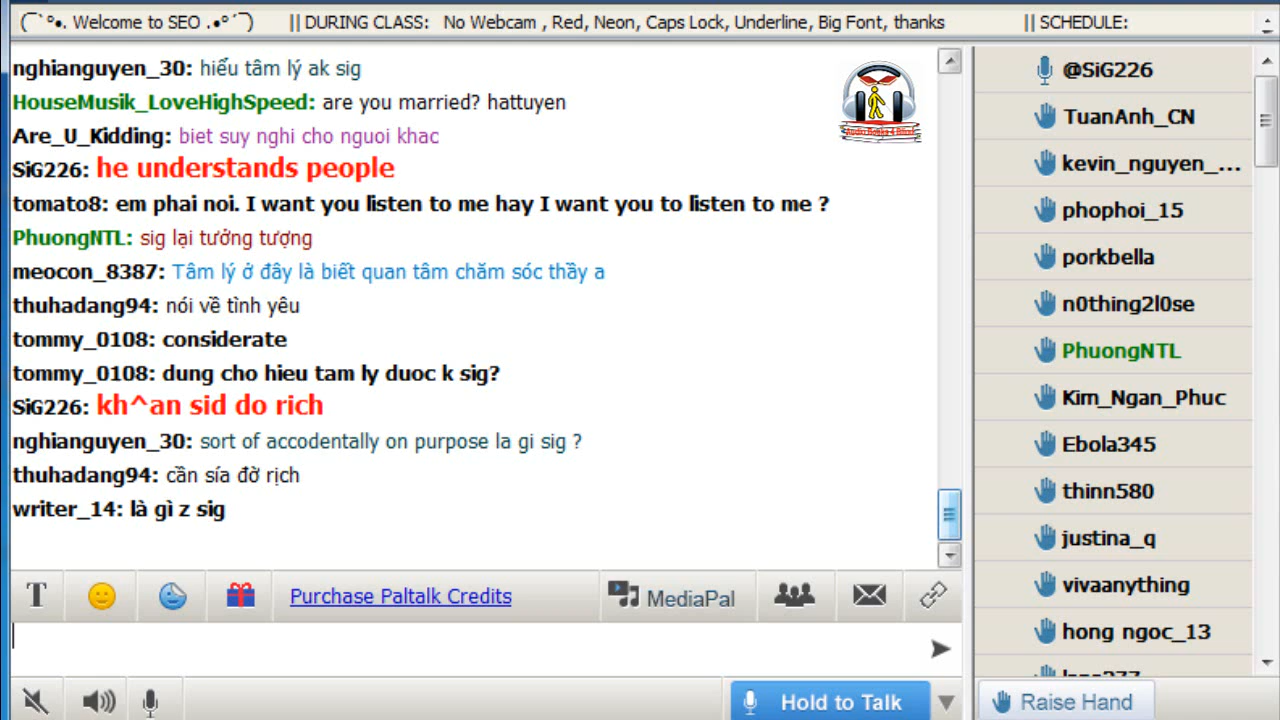 (¯`º•. Welcome to SEO .•º´¯) || DURING CLASS: No Webcam , Red, Neon, Caps Lock, Underline, Big Font, thanks || SCHEDULE:
nghianguyen_30: hiểu tâm lý ak sig
HouseMusik_LoveHighSpeed: are you married? hattuyen
Are_U_Kidding: biet suy nghi cho nguoi khac
SiG226: he understands people
tomato8: em phai noi. I want you listen to me hay I want you to listen to me ?
PhuongNTL: sig lại tưởng tượng
meocon_8387: Tâm lý ở đây là biết quan tâm chăm sóc thầy a
thuhadang94: nói về tình yêu
tommy_0108: considerate
tommy_0108: dung cho hieu tam ly duoc k sig?
SiG226: kh^an sid do rich
nghianguyen_30: sort of accodentally on purpose la gi sig ?
thuhadang94: cần sía đờ rịch
writer_14: là gì z sig
T
Purchase Paltalk Credits
MediaPal
Hold to Talk
@SiG226
TuanAnh_CN
kevin_nguyen_...
phophoi_15
porkbella
n0thing2l0se
PhuongNTL
Kim_Ngan_Phuc
Ebola345
thinn580
justina_q
vivaanything
hong ngoc_13
Raise Hand